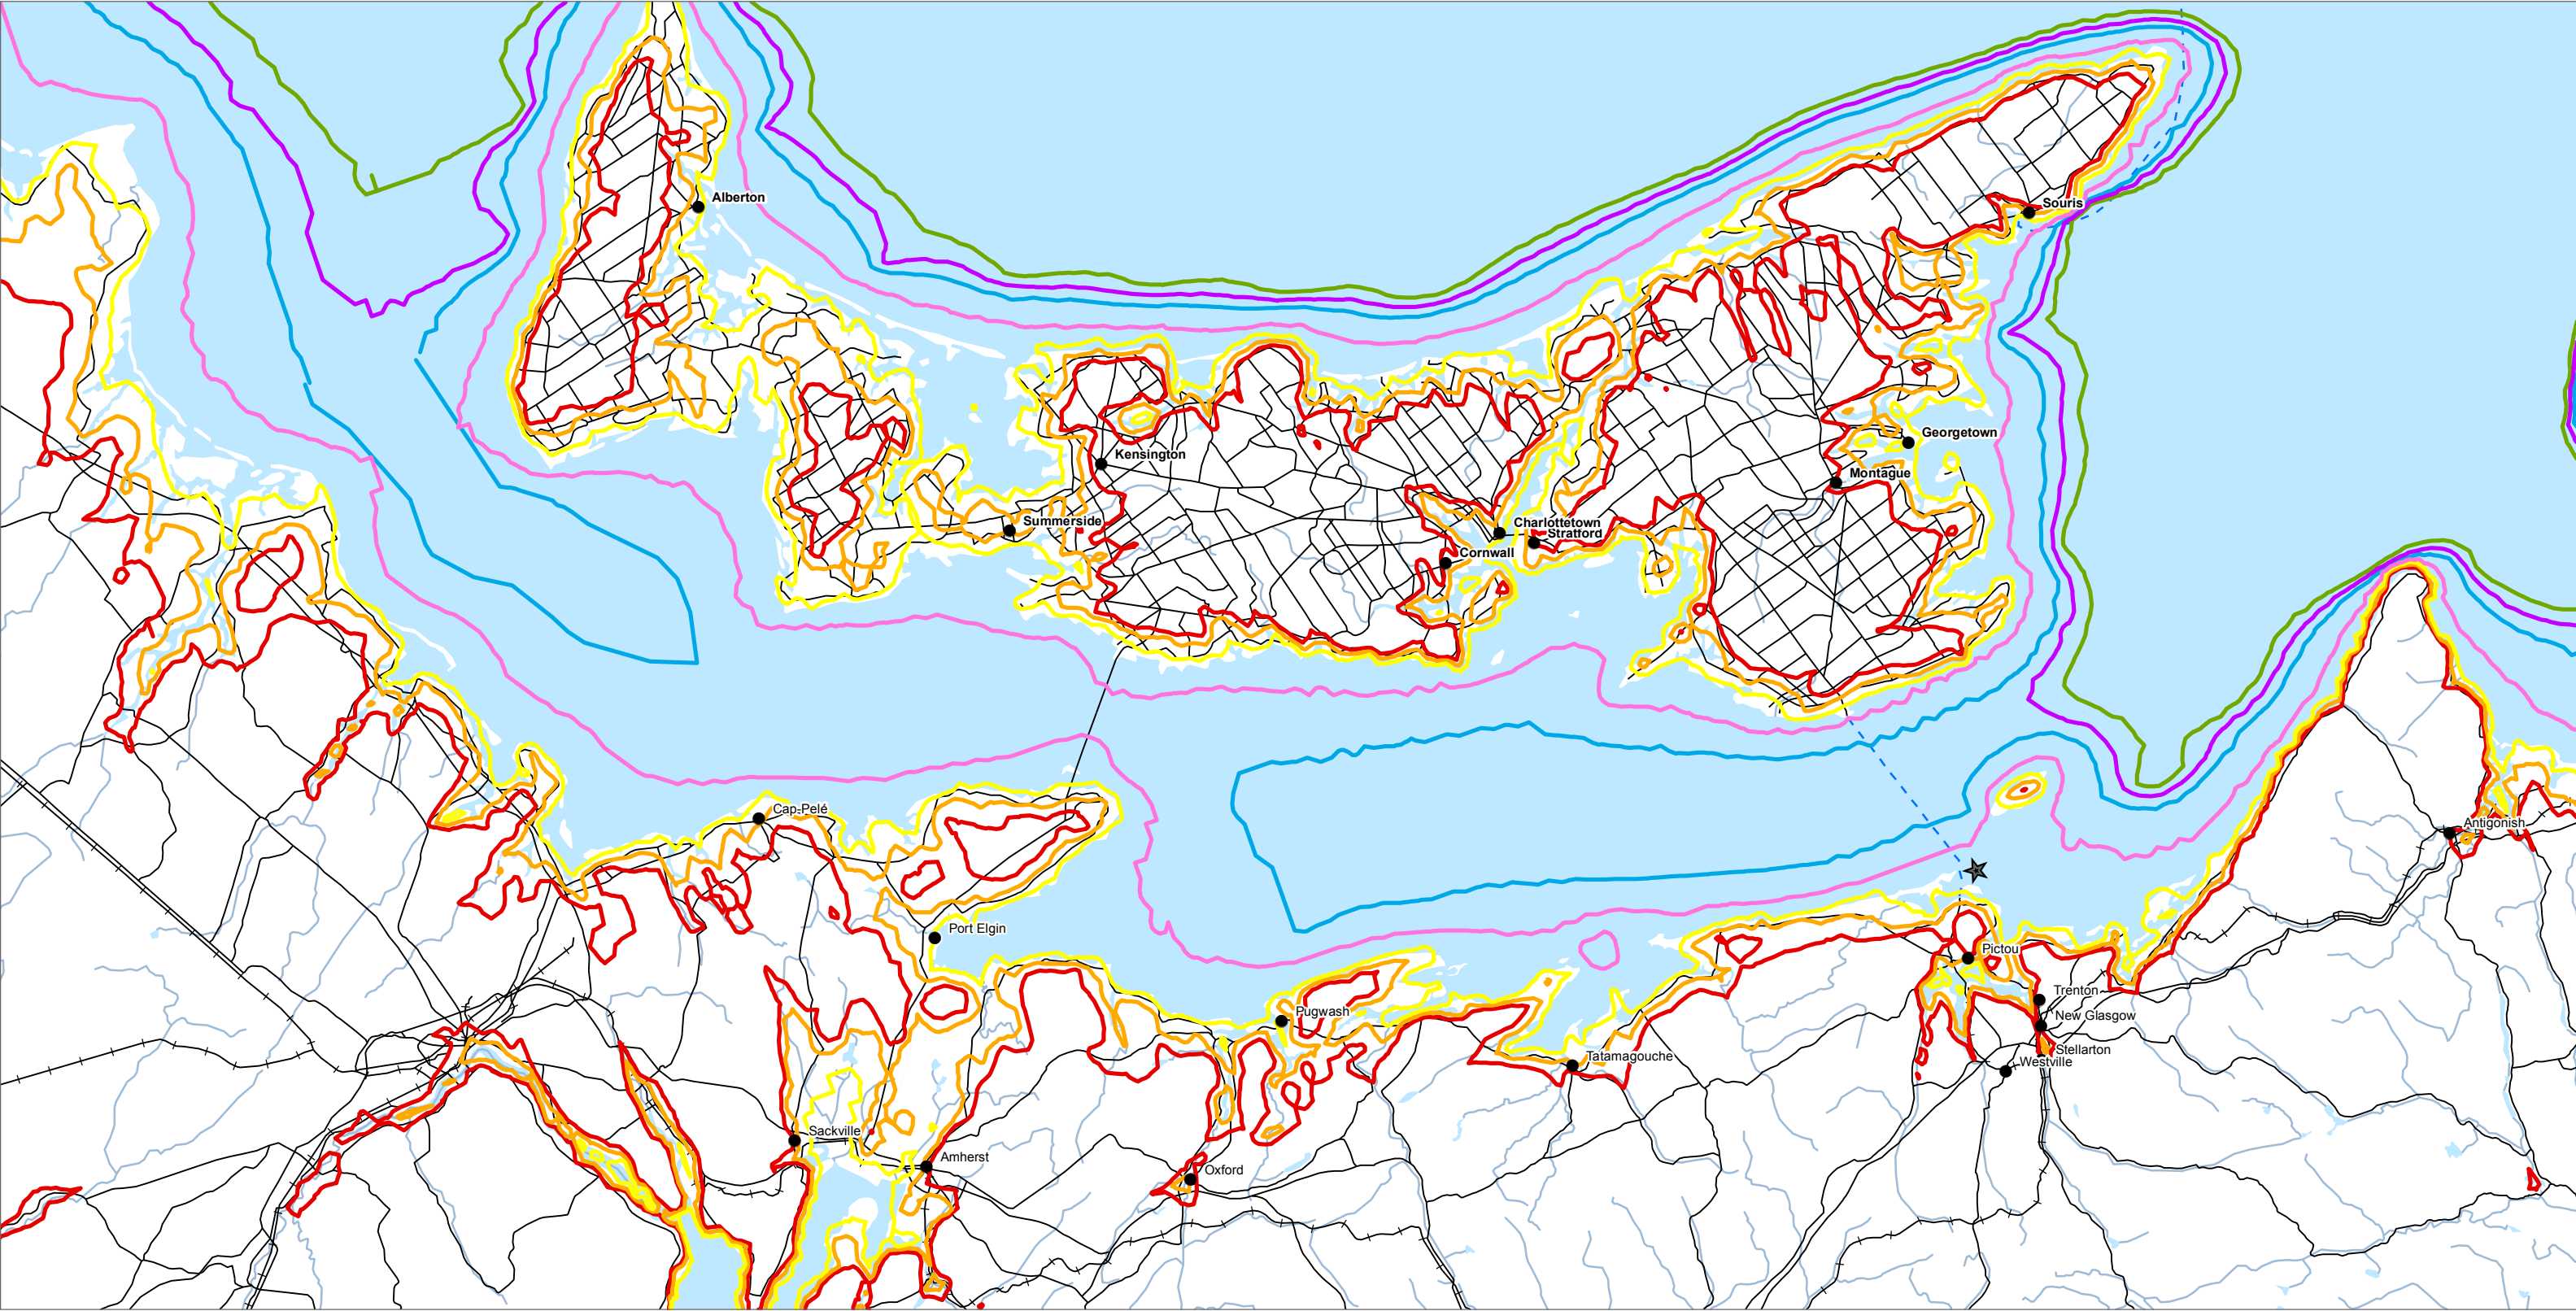 Alberton
Souris
Georgetown
Kensington
Montague
Summerside
Charlottetown
Stratford
Cornwall
Cap-Pelé
Antigonish
Port Elgin
Pictou
Trenton
Pugwash
New Glasgow
Stellarton
Tatamagouche
Westville
Sackville
Amherst
Oxford